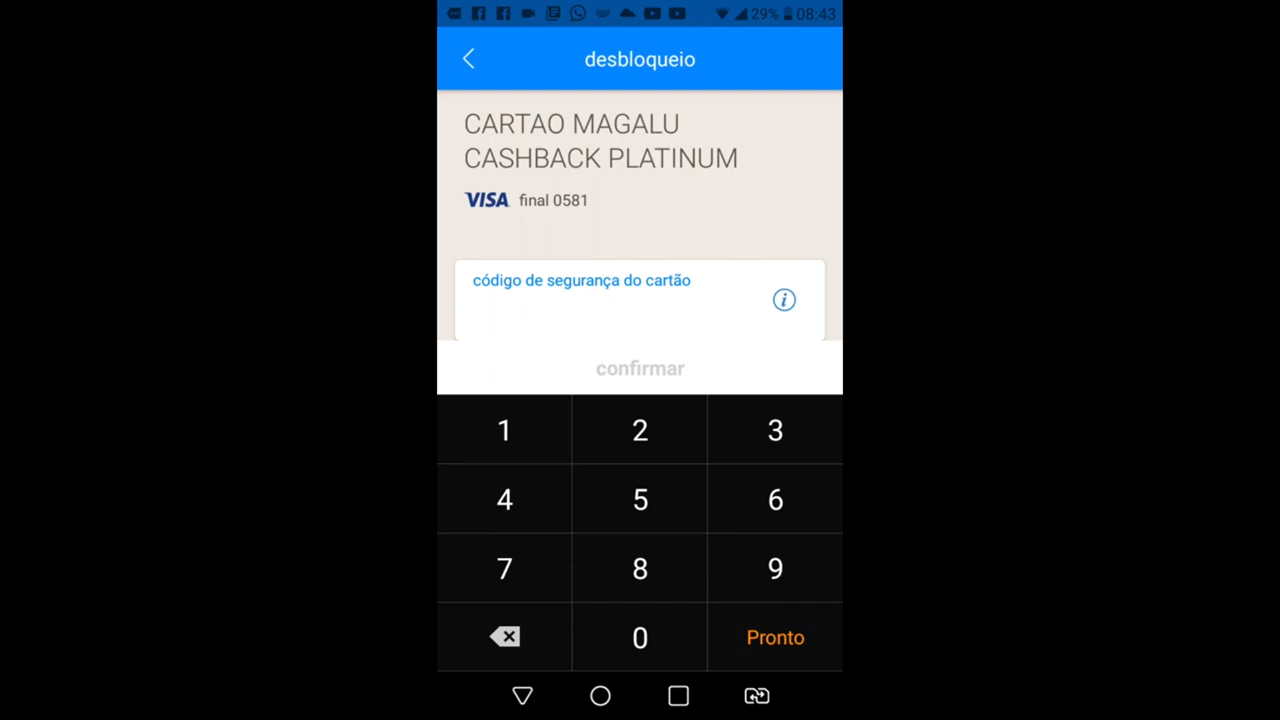 29% 08:43
desbloqueio
CARTAO MAGALU
CASHBACK PLATINUM
VISA final 0581
código de segurança do cartão
i
confirmar
1 2 3
4 5 6
7 8 9
0 Pronto